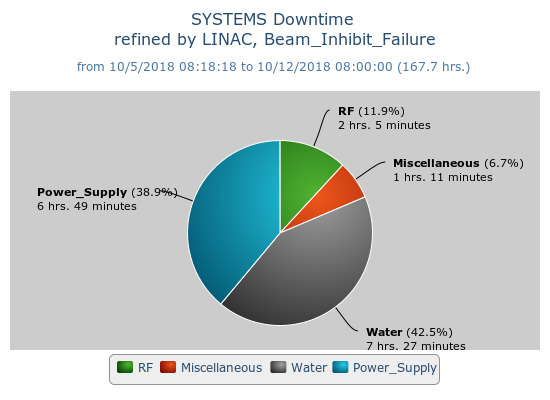 SYSTEMS Downtime
refined by LINAC, Beam_Inhibit_Failure
from 10/5/2018 08:18:18 to 10/12/2018 08:00:00 (167.7 hrs.)
RF (11.9%)
2 hrs. 5 minutes
Miscellaneous (6.7%)
1 hrs. 11 minutes
Power_Supply (38.9%)
6 hrs. 49 minutes
Water (42.5%)
7 hrs. 27 minutes
RF Miscellaneous Water Power_Supply